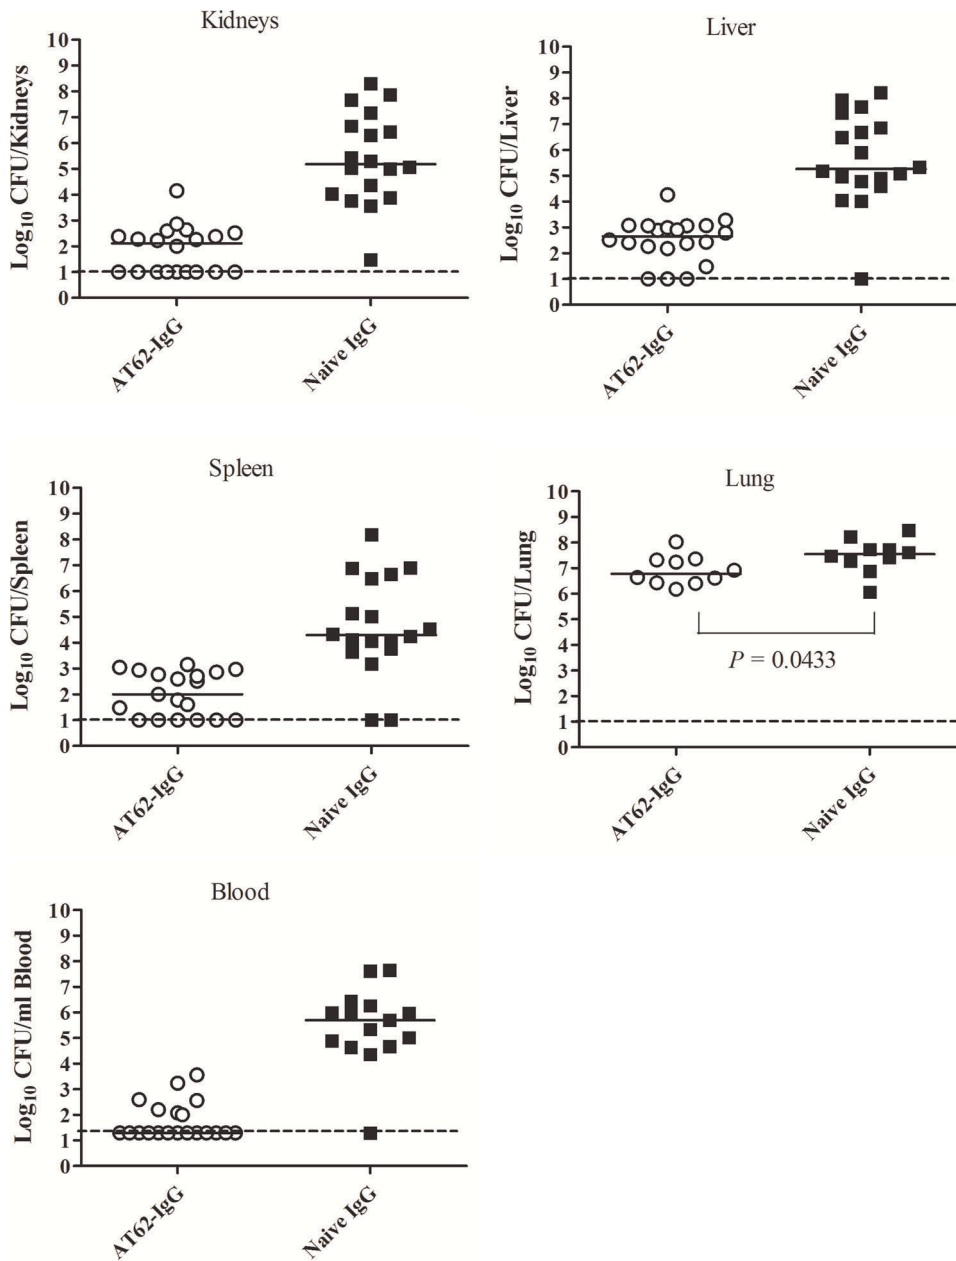 Kidneys
Log10 CFU/Kidneys
10
9
8
7
6
5
4
3
2
1
0
AT62-IgG
Naive IgG
Liver
Log10 CFU/Liver
10
9
8
7
6
5
4
3
2
1
0
AT62-IgG
Naive IgG
Spleen
Log10 CFU/Spleen
10
9
8
7
6
5
4
3
2
1
0
AT62-IgG
Naive IgG
Lung
Log10 CFU/Lung
10
9
8
7
6
5
4
3
2
1
0
P = 0.0433
AT62-IgG
Naive IgG
Blood
Log10 CFU/ml Blood
10
9
8
7
6
5
4
3
2
1
0
AT62-IgG
Naive IgG